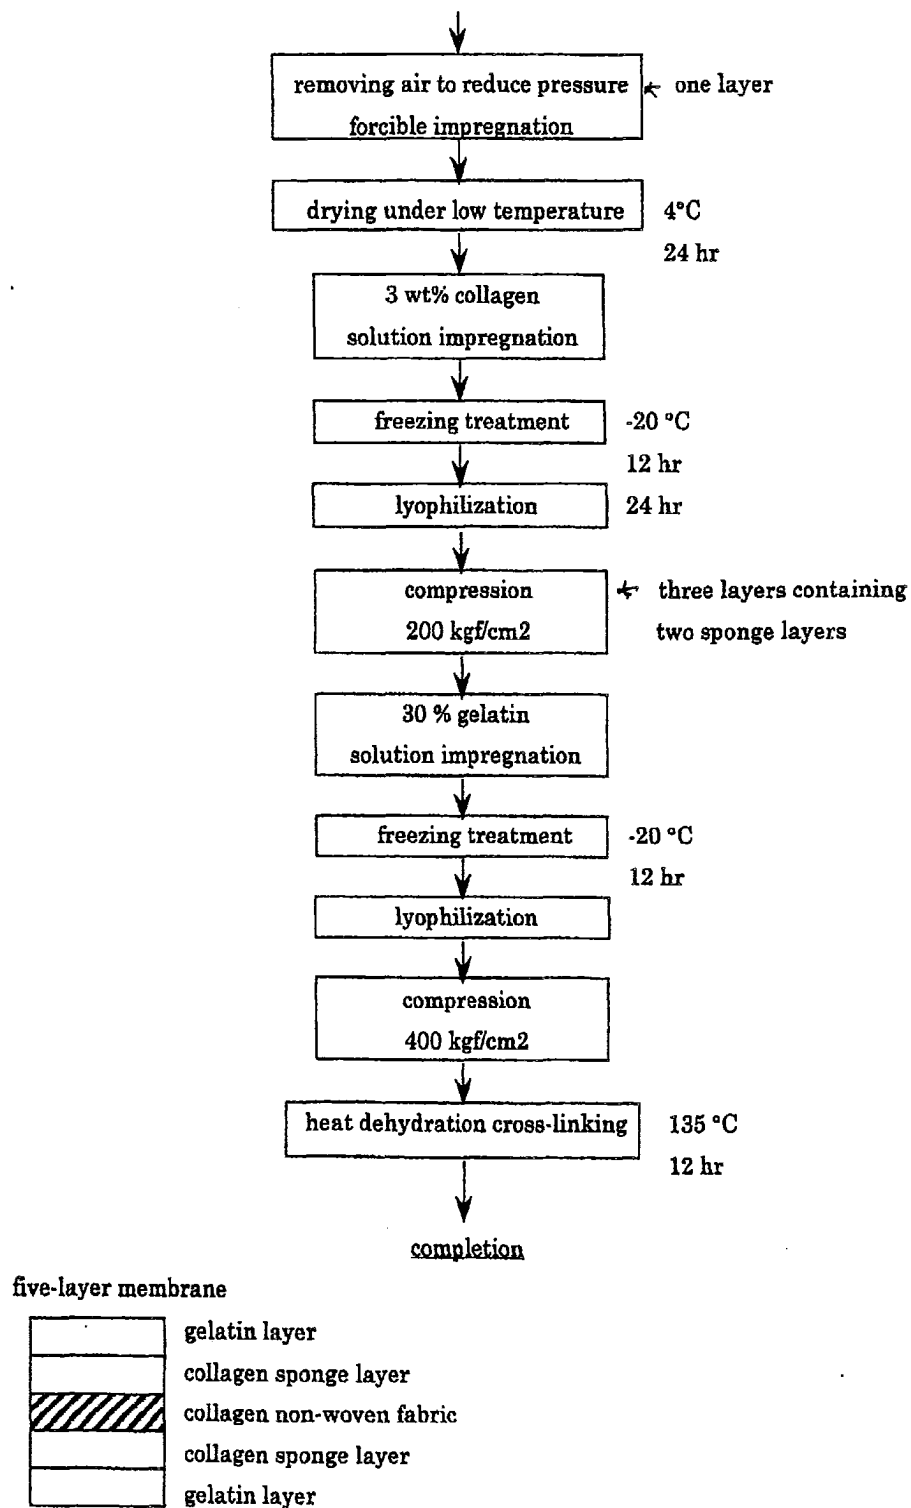 removing air to reduce pressure
forcible impregnation
one layer
drying under low temperature
4°C
24 hr
3 wt% collagen
solution impregnation
freezing treatment
-20 °C
12 hr
lyophilization
24 hr
compression
200 kgf/cm2
three layers containing
two sponge layers
30 % gelatin
solution impregnation
freezing treatment
-20 °C
12 hr
lyophilization
compression
400 kgf/cm2
heat dehydration cross-linking
135 °C
12 hr
completion
five-layer membrane
gelatin layer
collagen sponge layer
collagen non-woven fabric
collagen sponge layer
gelatin layer